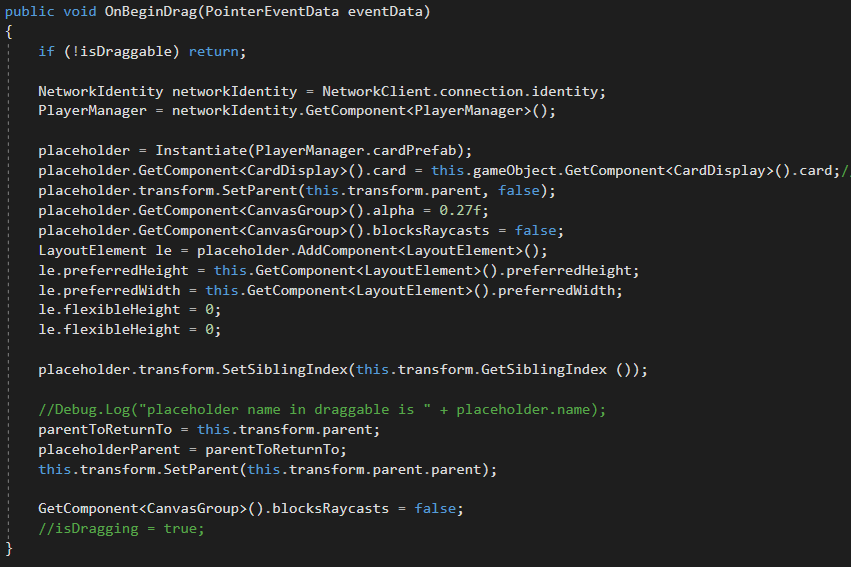 public void OnBeginDrag(PointerEventData eventData)
{
if (!isDraggable) return;
NetworkIdentity networkIdentity = NetworkClient.connection.identity;
PlayerManager = networkIdentity.GetComponent<PlayerManager>();
placeholder = Instantiate(PlayerManager.cardPrefab);
placeholder.GetComponent<CardDisplay>().card = this.gameObject.GetComponent<CardDisplay>().card;//
placeholder.transform.SetParent(this.transform.parent, false);
placeholder.GetComponent<CanvasGroup>().alpha = 0.27f;
placeholder.GetComponent<CanvasGroup>().blocksRaycasts = false;
LayoutElement le = placeholder.AddComponent<LayoutElement>();
le.preferredHeight = this.GetComponent<LayoutElement>().preferredHeight;
le.preferredWidth = this.GetComponent<LayoutElement>().preferredWidth;
le.flexibleHeight = 0;
le.flexibleHeight = 0;
placeholder.transform.SetSiblingIndex(this.transform.GetSiblingIndex ());
//Debug.Log("placeholder name in draggable is " + placeholder.name);
parentToReturnTo = this.transform.parent;
placeholderParent = parentToReturnTo;
this.transform.SetParent(this.transform.parent.parent);
GetComponent<CanvasGroup>().blocksRaycasts = false;
//isDragging = true;
}